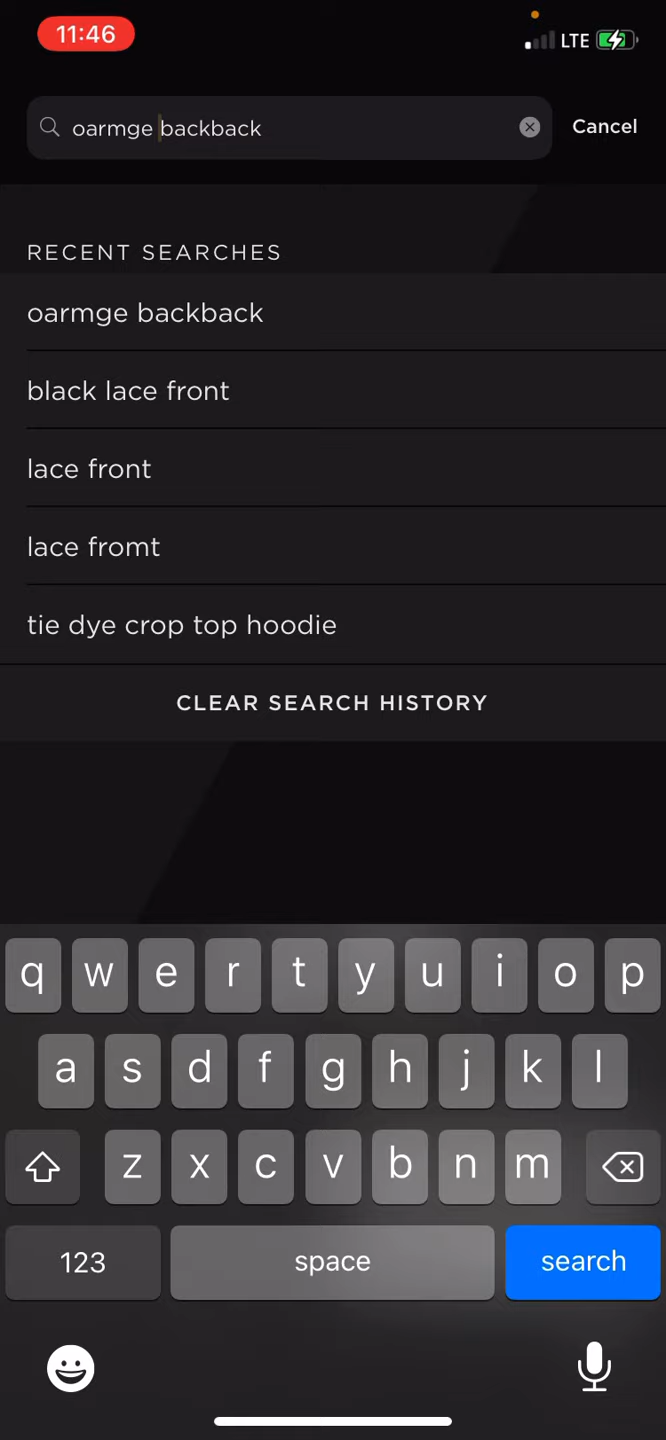 11:46
LTE
oarmge backback
Cancel
RECENT SEARCHES
oarmge backback
black lace front
lace front
lace fromt
tie dye crop top hoodie
CLEAR SEARCH HISTORY
q w e r t y u i o p
a s d f g h j k l
z x c v b n m
123 space search